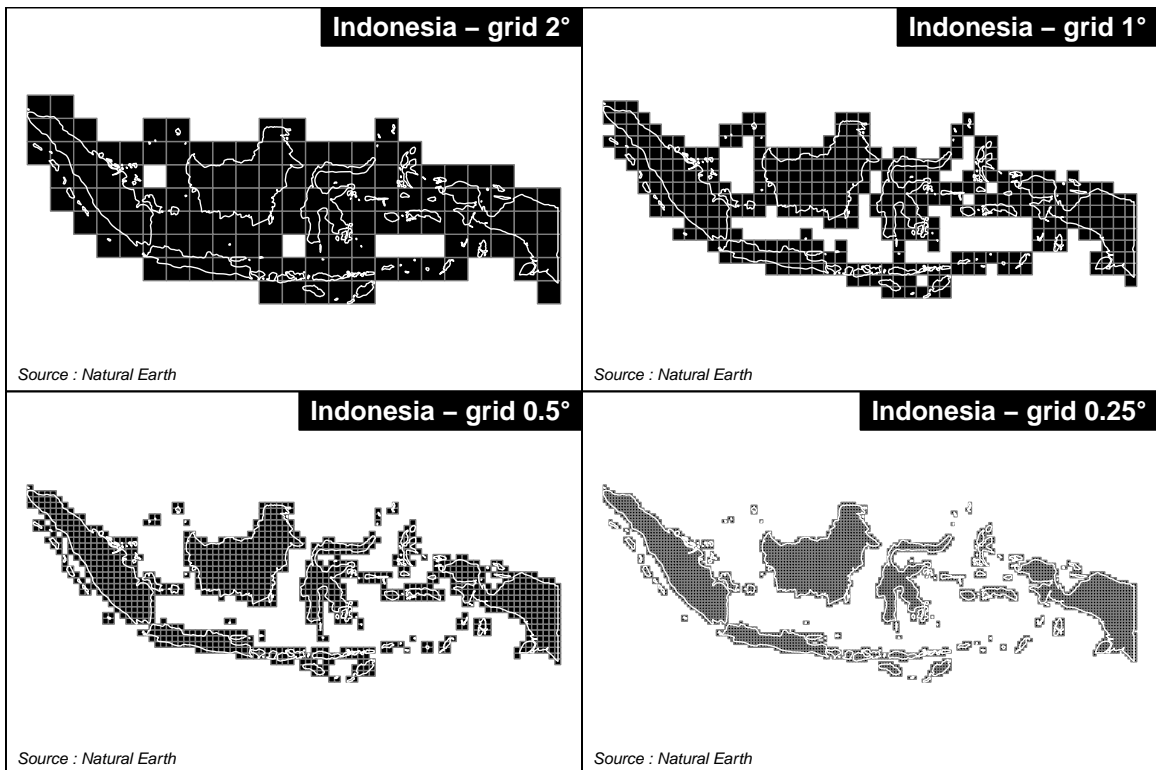 Indonesia – grid 2°
Indonesia – grid 1°
Source : Natural Earth
Source : Natural Earth
Indonesia – grid 0.5°
Indonesia – grid 0.25°
Source : Natural Earth
Source : Natural Earth